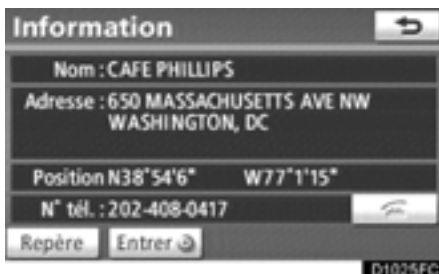 Information
Nom : CAFE PHILLIPS
Adresse : 650 MASSACHUSETTS AVE NW
WASHINGTON, DC
Position N38°54'6" W77°1'15"
N° tél. : 202-408-0417
Repère Entrer
D1025FC